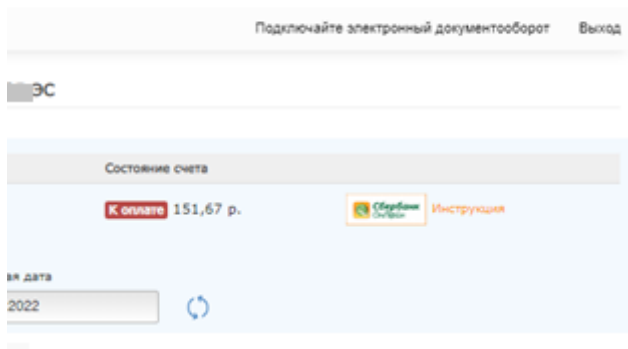 Подключайте электронный документооборот Выход
ЭС
Состояние счета
К оплате 151,67 р. Сбербанк Онлайн Инструкция
ая дата
2022